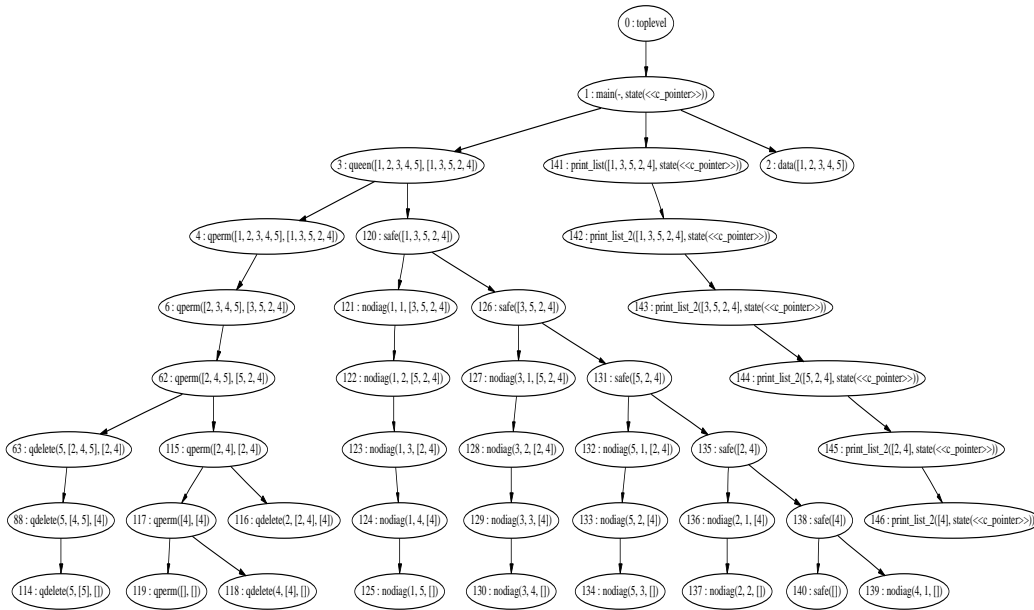 0 : toplevel
1 : main(-, state(<<c_pointer>>))
3 : queen([1, 2, 3, 4, 5], [1, 3, 5, 2, 4])
141 : print_list([1, 3, 5, 2, 4], state(<<c_pointer>>))
2 : data([1, 2, 3, 4, 5])
4 : qperm([1, 2, 3, 4, 5], [1, 3, 5, 2, 4])
120 : safe([1, 3, 5, 2, 4])
142 : print_list_2([1, 3, 5, 2, 4], state(<<c_pointer>>))
6 : qperm([2, 3, 4, 5], [3, 5, 2, 4])
121 : nodiag(1, 1, [3, 5, 2, 4])
126 : safe([3, 5, 2, 4])
143 : print_list_2([3, 5, 2, 4], state(<<c_pointer>>))
62 : qperm([2, 4, 5], [5, 2, 4])
122 : nodiag(1, 2, [5, 2, 4])
127 : nodiag(3, 1, [5, 2, 4])
131 : safe([5, 2, 4])
144 : print_list_2([5, 2, 4], state(<<c_pointer>>))
63 : qdelete(5, [2, 4, 5], [2, 4])
115 : qperm([2, 4], [2, 4])
123 : nodiag(1, 3, [2, 4])
128 : nodiag(3, 2, [2, 4])
132 : nodiag(5, 1, [2, 4])
135 : safe([2, 4])
145 : print_list_2([2, 4], state(<<c_pointer>>))
88 : qdelete(5, [4, 5], [4])
117 : qperm([4], [4])
116 : qdelete(2, [2, 4], [4])
124 : nodiag(1, 4, [4])
129 : nodiag(3, 3, [4])
133 : nodiag(5, 2, [4])
136 : nodiag(2, 1, [4])
138 : safe([4])
146 : print_list_2([4], state(<<c_pointer>>))
114 : qdelete(5, [5], [])
119 : qperm([], [])
118 : qdelete(4, [4], [])
125 : nodiag(1, 5, [])
130 : nodiag(3, 4, [])
134 : nodiag(5, 3, [])
137 : nodiag(2, 2, [])
140 : safe([])
139 : nodiag(4, 1, [])